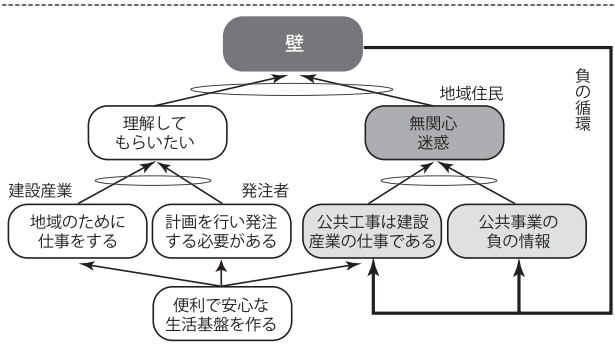 壁
地域住民
負の循環
理解して
もらいたい
無関心
迷惑
建設産業
発注者
地域のために
仕事をする
計画を行い発注
する必要がある
公共工事は建設
産業の仕事である
公共事業の
負の情報
便利で安心な
生活基盤を作る